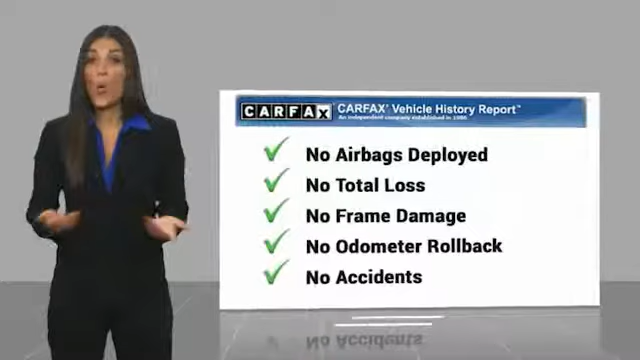 CARFAX CARFAX Vehicle History Report™
An independent company established in 1986
No Airbags Deployed
No Total Loss
No Frame Damage
No Odometer Rollback
No Accidents